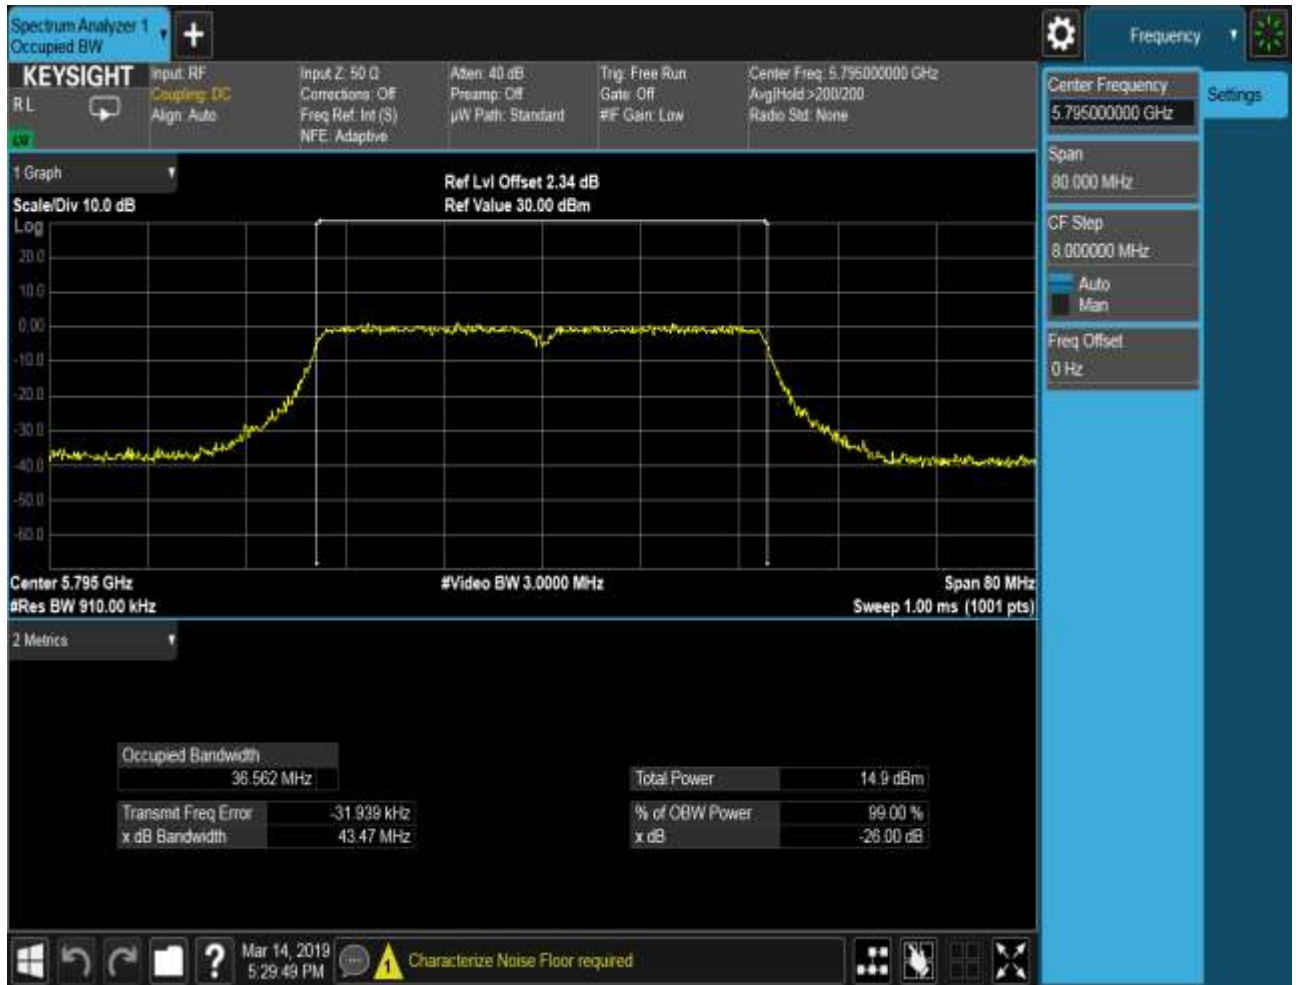 Spectrum Analyzer 1
Occupied BW
Frequency
KEYSIGHT
R L
Input: RF
Coupling: DC
Align: Auto
Input Z: 50 Ω
Corrections: Off
Freq Ref: Int (S)
NFE: Adaptive
Atten: 40 dB
Preamp: Off
µW Path: Standard
Trig: Free Run
Gate: Off
#IF Gain: Low
Center Freq: 5.795000000 GHz
Avg|Hold:>200/200
Radio Std: None
Center Frequency
5.795000000 GHz
Settings
Span
80.000 MHz
CF Step
8.000000 MHz
Auto
Man
Freq Offset
0 Hz
1 Graph
Scale/Div 10.0 dB
Ref Lvl Offset 2.34 dB
Ref Value 30.00 dBm
Log
20.0
10.0
0.00
-10.0
-20.0
-30.0
-40.0
-50.0
-60.0
Center 5.795 GHz
#Video BW 3.0000 MHz
Span 80 MHz
#Res BW 910.00 kHz
Sweep 1.00 ms (1001 pts)
2 Metrics
Occupied Bandwidth
36.562 MHz
Total Power 14.9 dBm
Transmit Freq Error -31.939 kHz
% of OBW Power 99.00 %
x dB Bandwidth 43.47 MHz
x dB -26.00 dB
Mar 14, 2019
5:29:49 PM
1
Characterize Noise Floor required